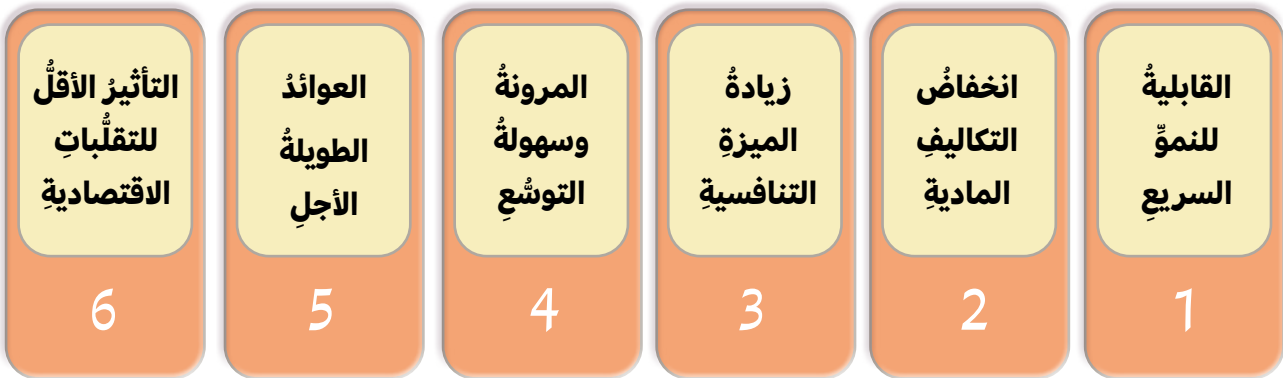 القابليةُ
للنموِّ
السريعِ
1
انخفاضُ
التكاليفِ
الماديةِ
2
زيادةُ
الميزةِ
التنافسيةِ
3
المرونةُ
وسهولةُ
التوسُّعِ
4
العوائدُ
الطويلةُ
الأجلِ
5
التأثيرُ الأقلُّ
للتقلُّباتِ
الاقتصاديةِ
6